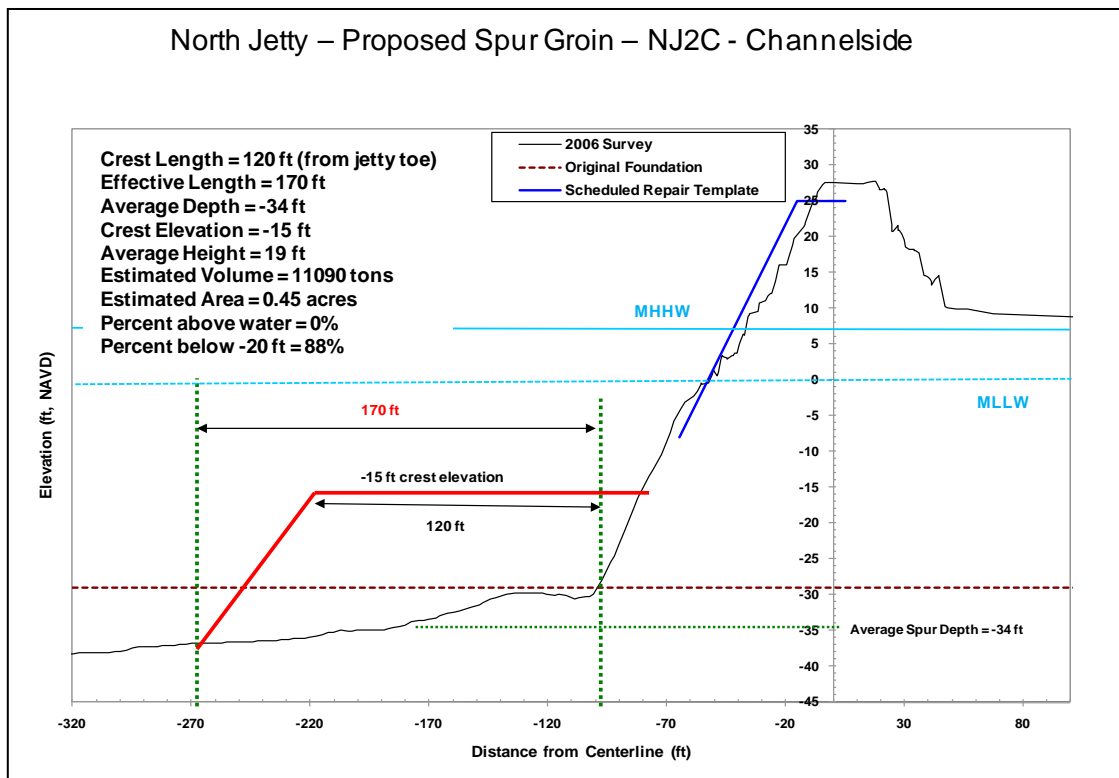 North Jetty – Proposed Spur Groin – NJ2C - Channelside
Crest Length = 120 ft (from jetty toe)
Effective Length = 170 ft
Average Depth = -34 ft
Crest Elevation = -15 ft
Average Height = 19 ft
Estimated Volume = 11090 tons
Estimated Area = 0.45 acres
Percent above water = 0%
Percent below -20 ft = 88%
2006 Survey
Original Foundation
Scheduled Repair Template
35
30
25
20
15
10
5
0
-5
-10
-15
-20
-25
-30
-35
-40
-45
MHHW
MLLW
170 ft
-15 ft crest elevation
120 ft
Average Spur Depth = -34 ft
Elevation (ft, NAVD)
-320
-270
-220
-170
-120
-70
-20
30
80
Distance from Centerline (ft)